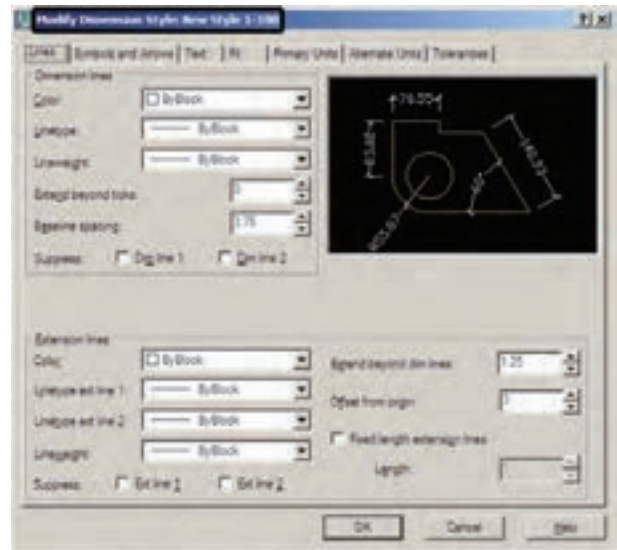 Modify Dimension Style: New Style 1-100
Lines Symbols and Arrows Text Fit Primary Units Alternate Units Tolerances
Dimension lines
Color: ByBlock
Linetype: ByBlock
Lineweight: ByBlock
Extend beyond ticks: 0
Baseline spacing: 3.75
Suppress: Dim line 1 Dim line 2
Extension lines
Color: ByBlock
Linetype ext line 1: ByBlock
Linetype ext line 2: ByBlock
Lineweight: ByBlock
Suppress: Ext line 1 Ext line 2
Extend beyond dim lines: 1.25
Offset from origin:
Fixed length extension lines
Length:
OK Cancel Help